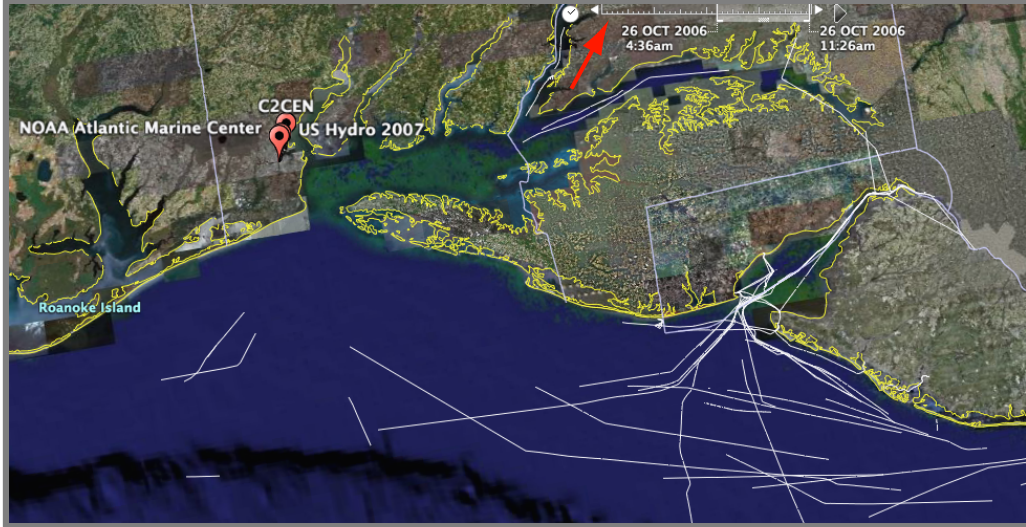 26 OCT 2006
4:36am
26 OCT 2006
11:26am
C2CEN
NOAA Atlantic Marine Center
US Hydro 2007
Roanoke Island